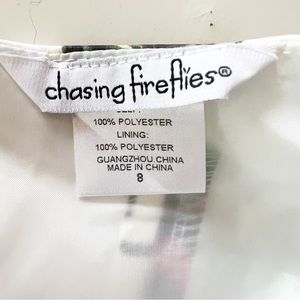 chasing fireflies®
100% POLYESTER
LINING:
100% POLYESTER
GUANGZHOU.CHINA
MADE IN CHINA
8